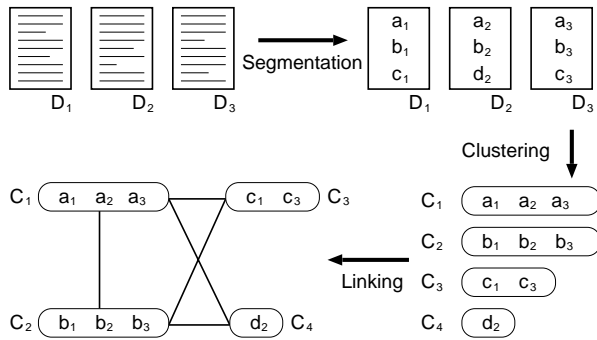 a₁ a₂ a₃
b₁ b₂ b₃
c₁ d₂ c₃
Segmentation
D₁ D₂ D₃ D₁ D₂ D₃
Clustering
C₁ a₁ a₂ a₃ c₁ c₃ C₃
C₁ a₁ a₂ a₃
C₂ b₁ b₂ b₃
Linking
C₃ c₁ c₃
C₂ b₁ b₂ b₃ d₂ C₄
C₄ d₂